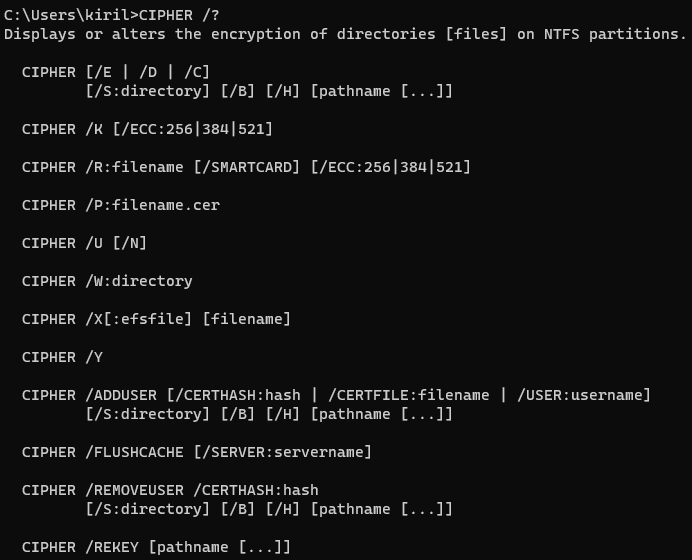 C:\Users\kiril>CIPHER /?
Displays or alters the encryption of directories [files] on NTFS partitions.
CIPHER [/E | /D | /C]
[/S:directory] [/B] [/H] [pathname [...]]
CIPHER /K [/ECC:256|384|521]
CIPHER /R:filename [/SMARTCARD] [/ECC:256|384|521]
CIPHER /P:filename.cer
CIPHER /U [/N]
CIPHER /W:directory
CIPHER /X[:efsfile] [filename]
CIPHER /Y
CIPHER /ADDUSER [/CERTHASH:hash | /CERTFILE:filename | /USER:username]
[/S:directory] [/B] [/H] [pathname [...]]
CIPHER /FLUSHCACHE [/SERVER:servername]
CIPHER /REMOVEUSER /CERTHASH:hash
[/S:directory] [/B] [/H] [pathname [...]]
CIPHER /REKEY [pathname [...]]